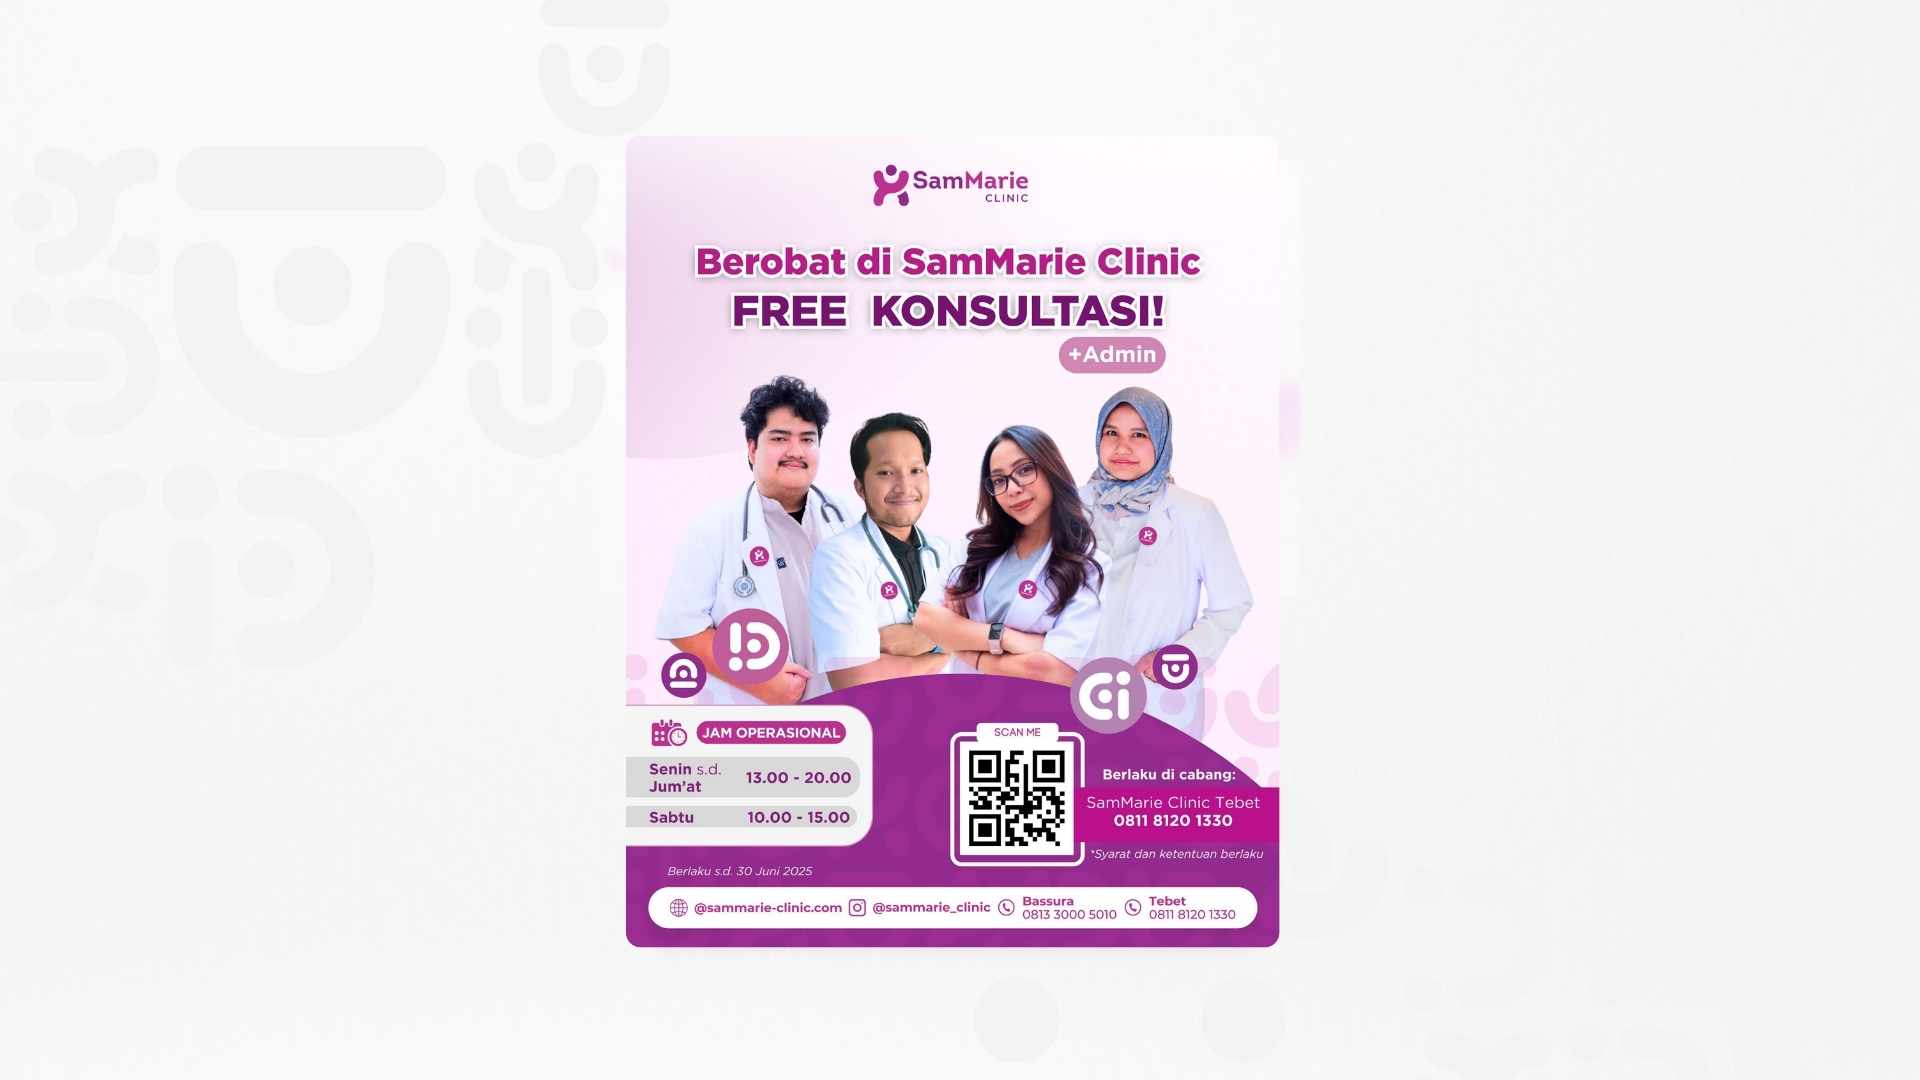 SamMarie
CLINIC
Berobat di SamMarie Clinic
FREE KONSULTASI!
+Admin
JAM OPERASIONAL
Senin s.d.
Jum'at
13.00 - 20.00
Sabtu
10.00 - 15.00
Berlaku s.d. 30 Juni 2025
SCAN ME
Berlaku di cabang:
SamMarie Clinic Tebet
0811 8120 1330
*Syarat dan ketentuan berlaku
@sammarie-clinic.com
@sammarie_clinic
Bassura
0813 3000 5010
Tebet
0811 8120 1330